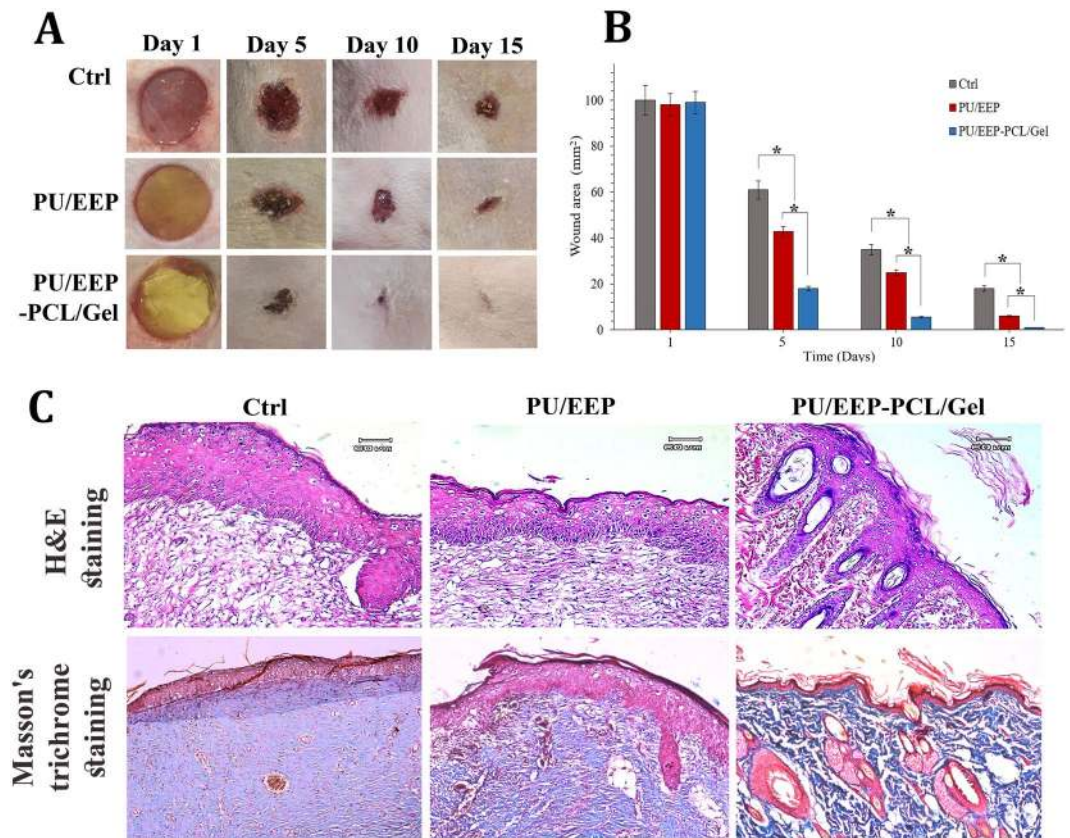 A
Day 1 Day 5 Day 10 Day 15
Ctrl
PU/EEP
PU/EEP
-PCL/Gel
B
Ctrl
PU/EEP
PU/EEP-PCL/Gel
Wound area (mm²)
100
80
60
40
20
0
* *
* *
* *
1 5 10 15
Time (Days)
C
Ctrl PU/EEP PU/EEP-PCL/Gel
H&E
staining
Masson's
trichrome
staining